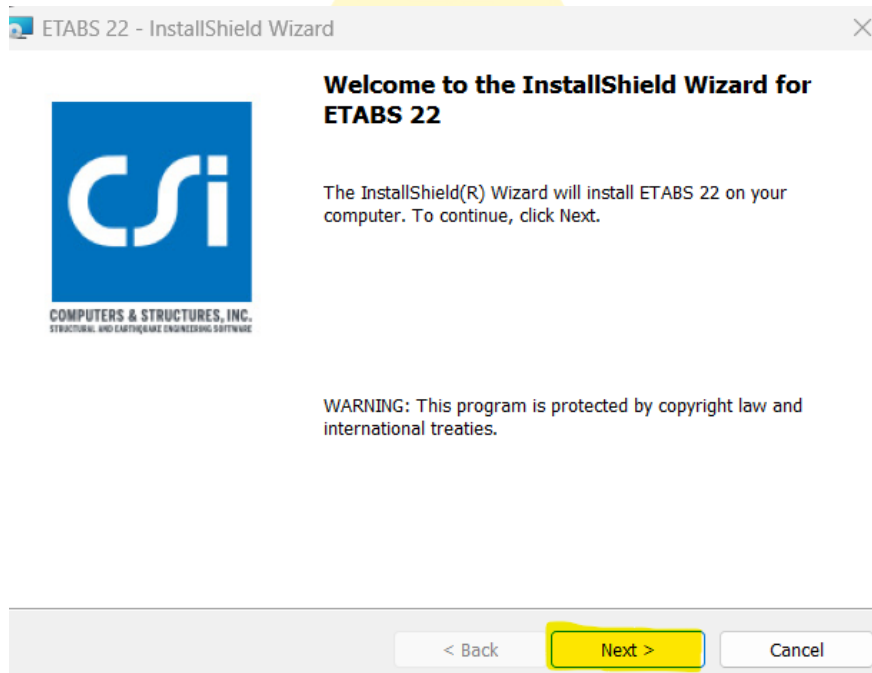 ETABS 22 - InstallShield Wizard
Welcome to the InstallShield Wizard for
ETABS 22
CSi
COMPUTERS & STRUCTURES, INC.
STRUCTURAL AND EARTHQUAKE ENGINEERING SOFTWARE
The InstallShield(R) Wizard will install ETABS 22 on your
computer. To continue, click Next.
WARNING: This program is protected by copyright law and
international treaties.
< Back Next > Cancel